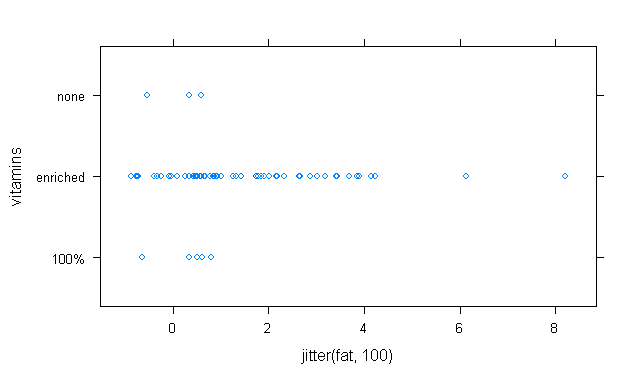 none
enriched
100%
vitamins
0 2 4 6 8
jitter(fat, 100)